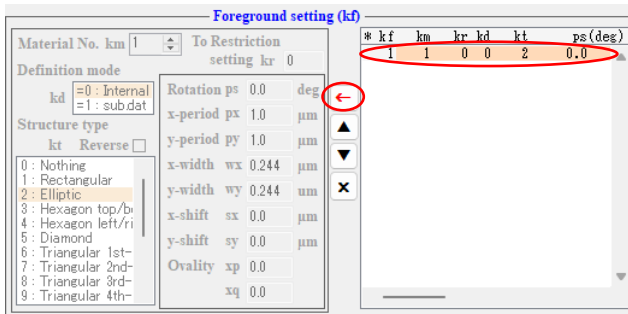 Foreground setting (kf)
Material No. km 1
To Restriction
setting kr 0
Definition mode
kd =0 : Internal
=1 : sub.dat
Structure type
kt Reverse
0 : Nothing
1 : Rectangular
2 : Elliptic
3 : Hexagon top/b
4 : Hexagon left/ri
5 : Diamond
6 : Triangular 1st-
7 : Triangular 2nd-
8 : Triangular 3rd-
9 : Triangular 4th-
Rotation ps 0.0 deg
x-period px 1.0 μm
y-period py 1.0 μm
x-width wx 0.244 μm
y-width wy 0.244 um
x-shift sx 0.0 μm
y-shift sy 0.0 μm
Ovality xp 0.0
xq 0.0
←
▲
▼
×
* kf km kr kd kt ps(deg)
1 1 0 0 2 0.0